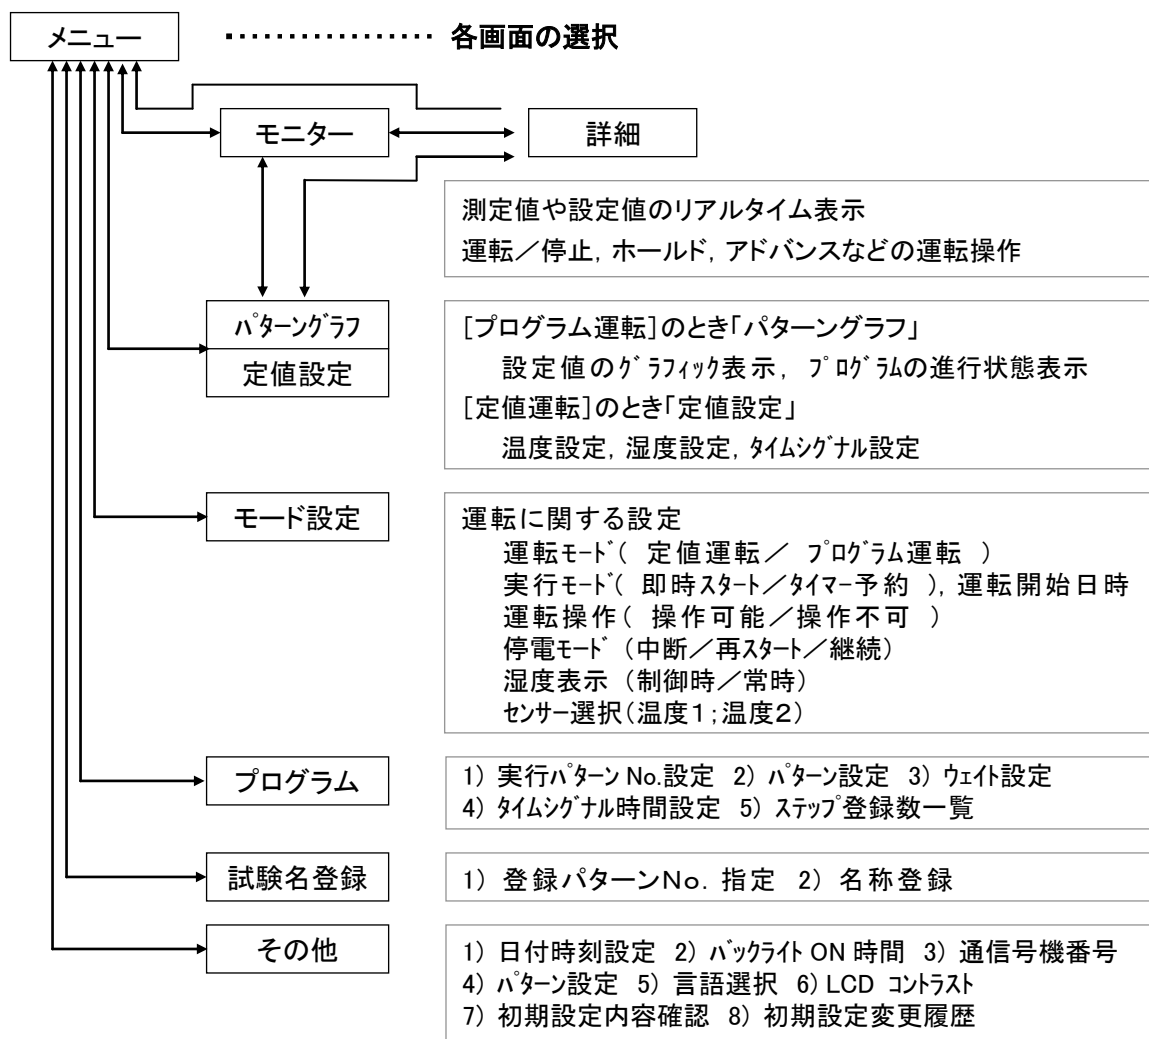 メニュー ················ 各画面の選択
モニター 詳細
測定値や設定値のリアルタイム表示
運転／停止, ホールド, アドバンスなどの運転操作
ﾊﾟﾀｰﾝｸﾞﾗﾌ
定値設定
[プログラム運転]のとき「パターングラフ」
設定値のｸﾞﾗﾌｨｯｸ表示, ﾌﾟﾛｸﾞﾗﾑの進行状態表示
[定値運転]のとき「定値設定」
温度設定, 湿度設定, ﾀｲﾑｼｸﾞﾅﾙ設定
モード設定
運転に関する設定
運転ﾓｰﾄﾞ( 定値運転／ ﾌﾟﾛｸﾞﾗﾑ運転 )
実行ﾓｰﾄﾞ( 即時ｽﾀｰﾄ／ﾀｲﾏｰ予約 ), 運転開始日時
運転操作( 操作可能／操作不可 )
停電ﾓｰﾄﾞ (中断／再ｽﾀｰﾄ／継続)
湿度表示 (制御時／常時)
ｾﾝｻｰ選択(温度1;温度2)
プログラム
1) 実行ﾊﾟﾀｰﾝ No.設定 2) ﾊﾟﾀｰﾝ設定 3) ｳｪｲﾄ設定
4) ﾀｲﾑｼｸﾞﾅﾙ時間設定 5) ｽﾃｯﾌﾟ登録数一覧
試験名登録
1) 登録パターンNo. 指定 2) 名称登録
その他
1) 日付時刻設定 2) ﾊﾞｯｸﾗｲﾄ ON 時間 3) 通信号機番号
4) ﾊﾟﾀｰﾝ設定 5) 言語選択 6) LCD ｺﾝﾄﾗｽﾄ
7) 初期設定内容確認 8) 初期設定変更履歴